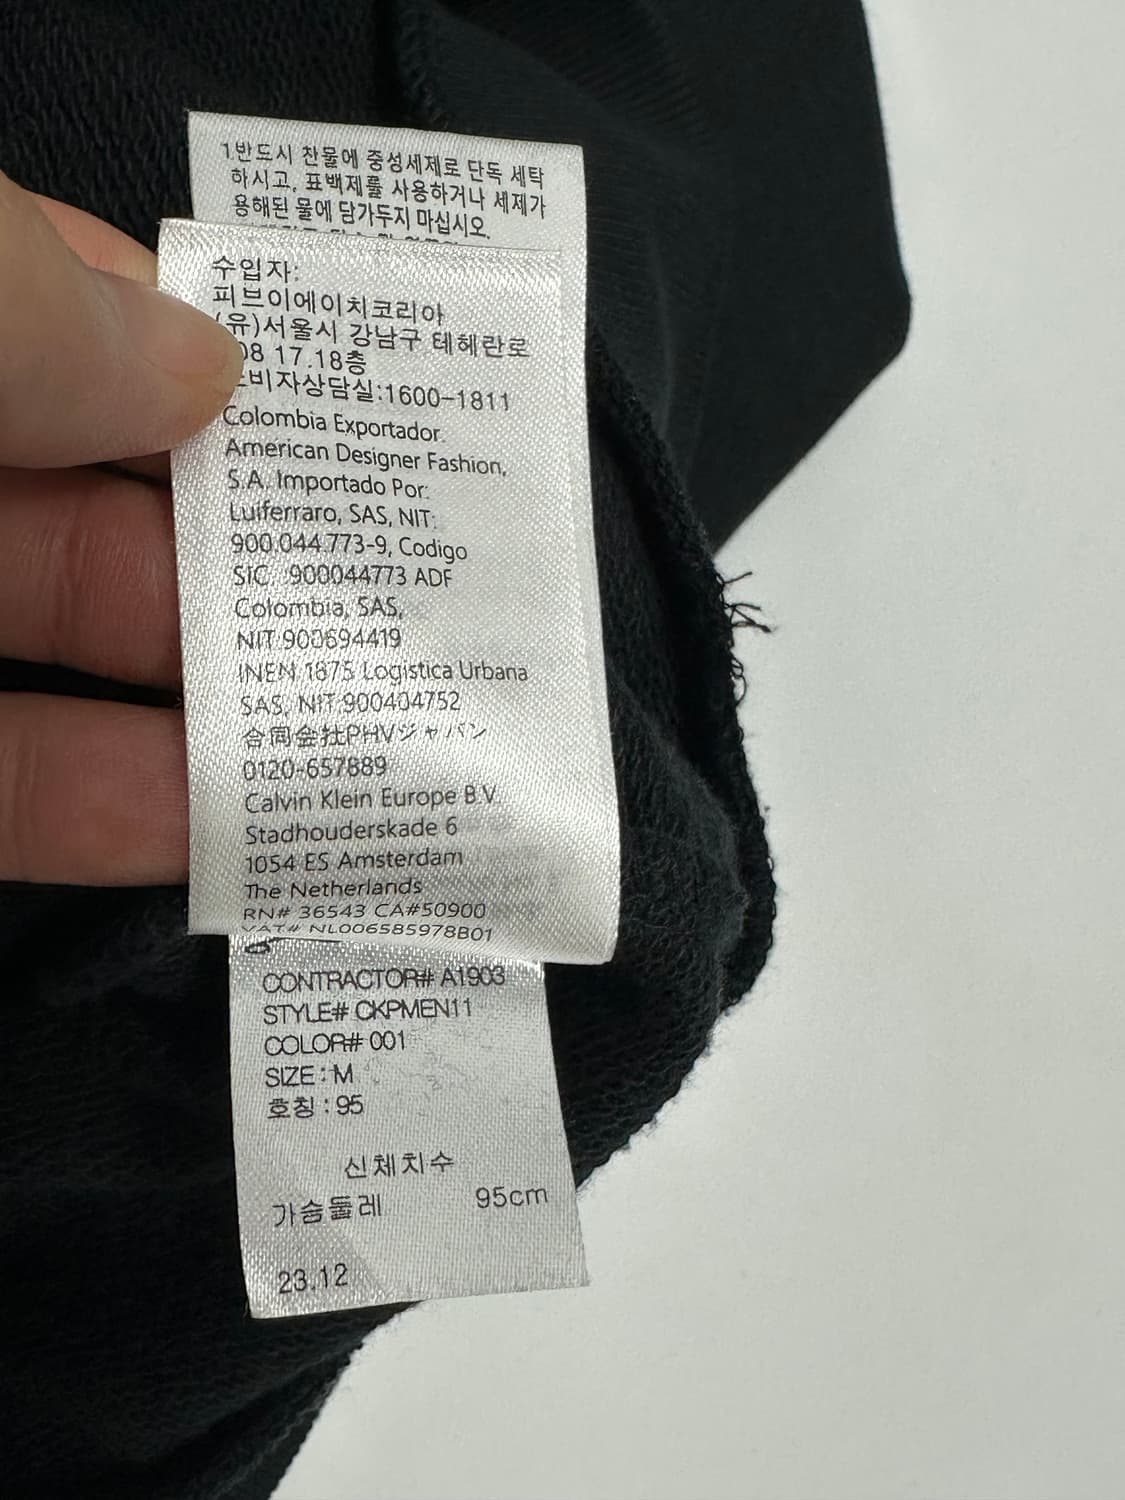 1.반드시 찬물에 중성세제로 단독 세탁
하시고, 표백제를 사용하거나 세제가
용해된 물에 담가두지 마십시오.
수입자:
피브이에이치코리아
(유)서울시 강남구 테헤란로
08 17.18층
비자상담실:1600-1811
Colombia Exportador
American Designer Fashion,
S.A. Importado Por:
Luiferraro, SAS, NIT:
900.044.773-9, Codigo
SIC. :900044773 ADF
Colombia, SAS,
NIT:900694419
INEN 1875 Logistica Urbana
SAS, NIT:900404752
合同会社PHVジャパン
0120-657889
Calvin Klein Europe B.V.
Stadhouderskade 6
1054 ES Amsterdam
The Netherlands
RN# 36543 CA#50900
VAT# NL006585978B01
CONTRACTOR# A1903
STYLE# CKPMEN11
COLOR# 001
SIZE : M
호칭 : 95
신체치수
가슴둘레 95cm
23.12